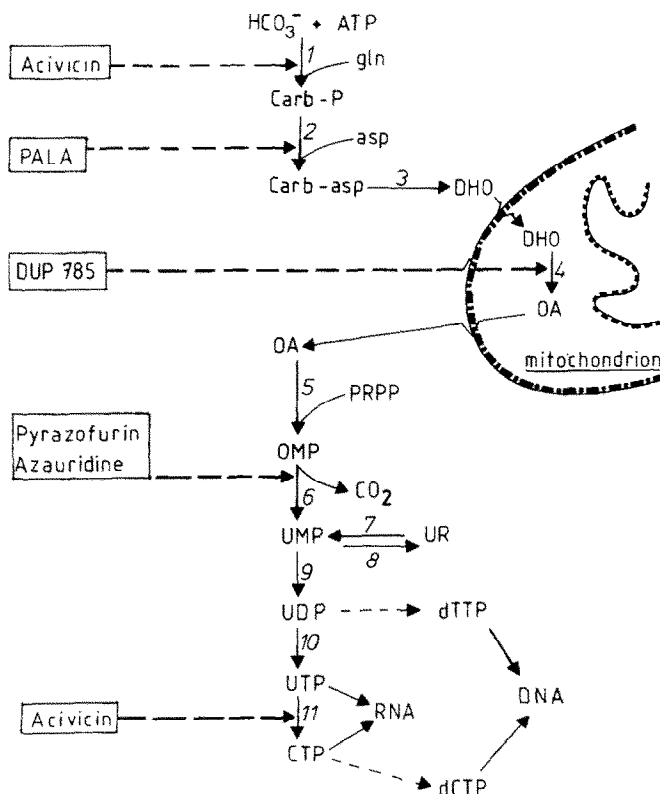 HCO₃⁻ + ATP
Acivicin
1
gln
Carb-P
PALA
2
asp
Carb-asp
3
DHO
DHO
DUP 785
4
OA
mitochondrion
OA
5
PRPP
Pyrazofurin
Azauridine
OMP
6
CO₂
UMP
7
UR
8
9
UDP
dTTP
10
UTP
DNA
Acivicin
11
RNA
CTP
dCTP